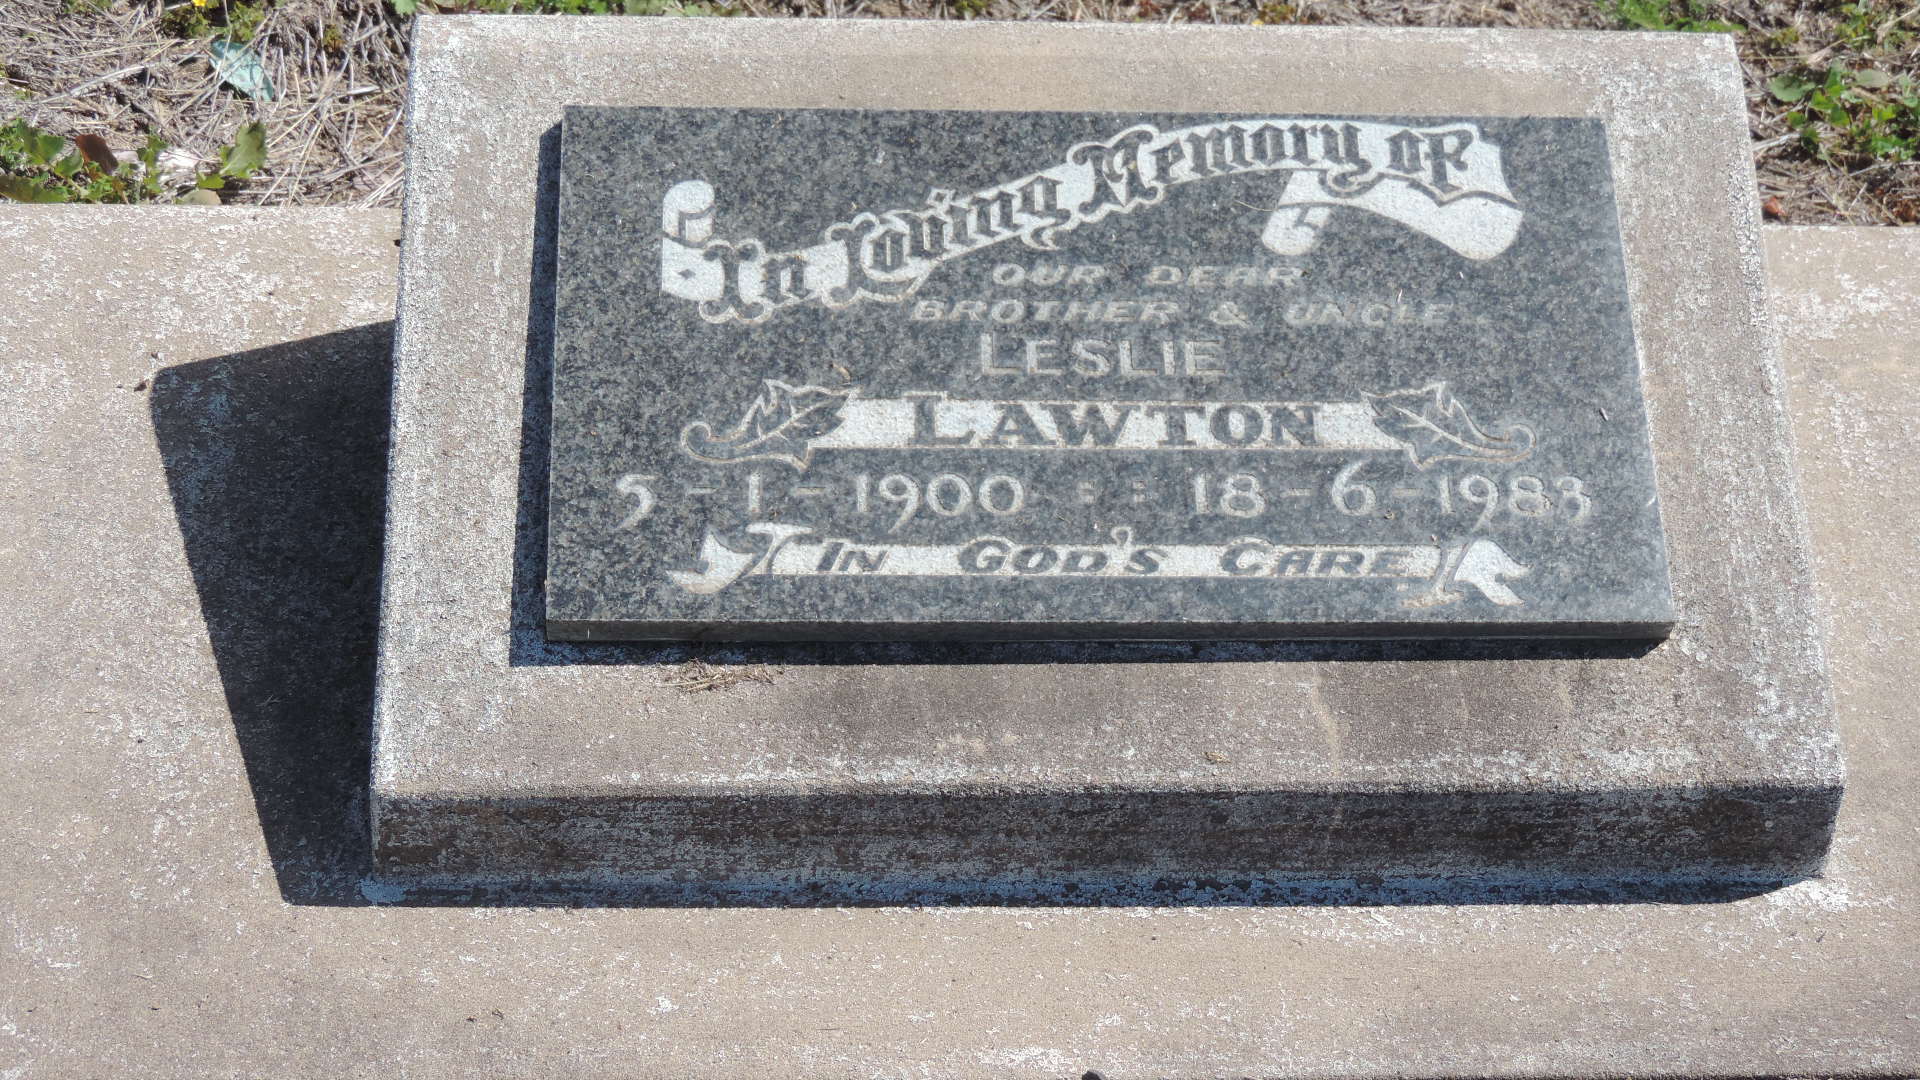 In Loving Memory of
OUR DEAR
BROTHER & UNCLE
LESLIE
LAWTON
5-1-1900 :: 18-6-1983
IN GOD'S CARE